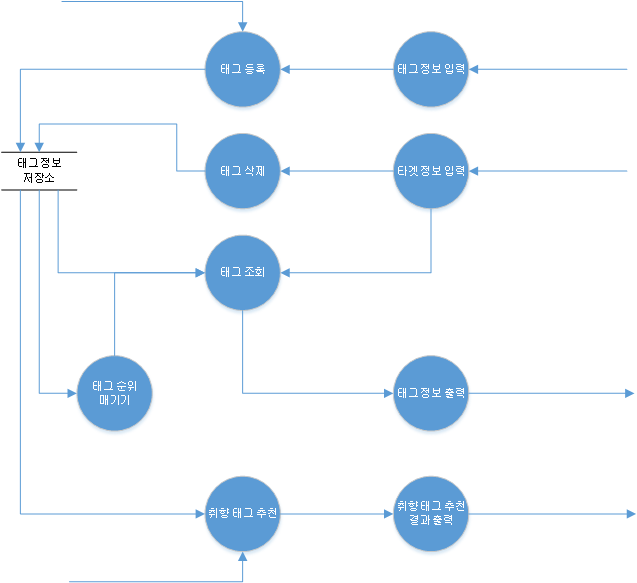 태그 등록
태그 정보 입력
태그 정보
저장소
태그 삭제
타겟 정보 입력
태그 조회
태그 순위
매기기
태그 정보 출력
취향 태그 추천
취향 태그 추천
결과 출력